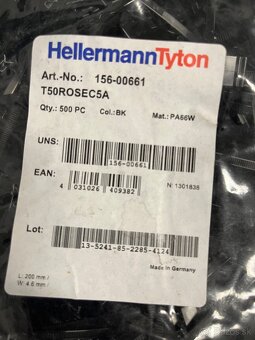 HellermannTyton
Art.-No.: 156-00661
T50ROSEC5A
Qty.: 500 PC Col.: BK Mat.: PA66W
UNS:
156-00661
EAN:
4 031026 409382
N 1301838
Lot:
13-5241-85-2285-4124
Made in Germany
L: 200 mm /
W: 4.6 mm /